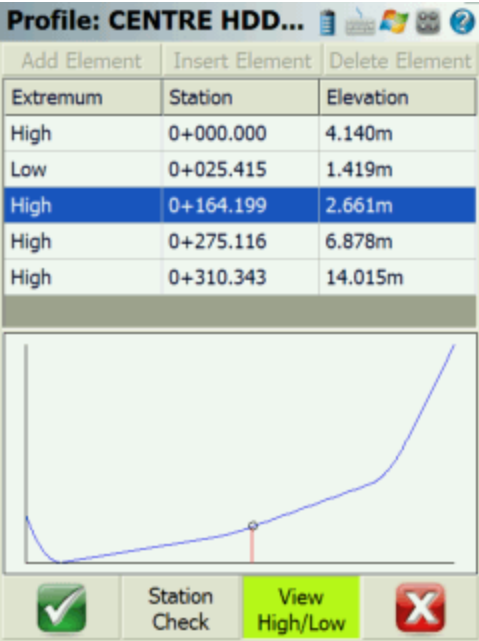 Profile: CENTRE HDD...
Add Element Insert Element Delete Element
Extremum Station Elevation
High 0+000.000 4.140m
Low 0+025.415 1.419m
High 0+164.199 2.661m
High 0+275.116 6.878m
High 0+310.343 14.015m
Station Check
View High/Low